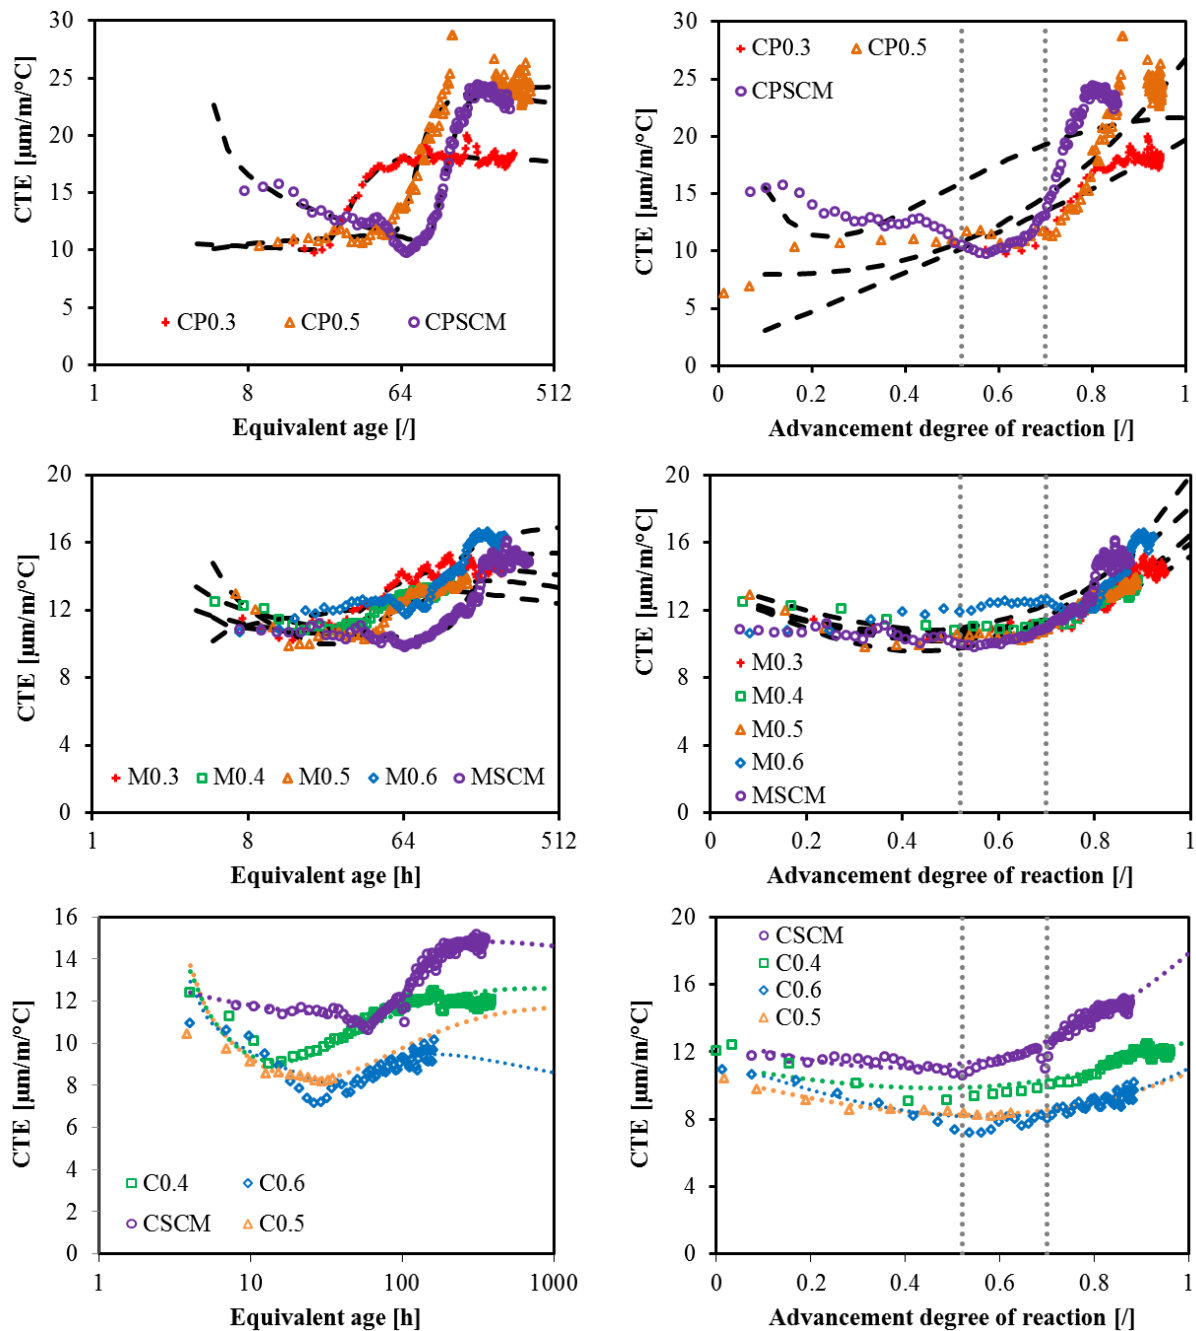 CTE [µm/m/°C]
30
25
20
15
10
5
0
CP0.3 CP0.5 CPSCM
1 8 64 512
Equivalent age [/]
CTE [µm/m/°C]
30
25
20
15
10
5
0
CP0.3 CP0.5
CPSCM
0 0.2 0.4 0.6 0.8 1
Advancement degree of reaction [/]
CTE [µm/m/°C]
20
16
12
8
4
0
M0.3 M0.4 M0.5 M0.6 MSCM
1 8 64 512
Equivalent age [h]
CTE [µm/m/°C]
20
16
12
8
4
0
M0.3
M0.4
M0.5
M0.6
MSCM
0 0.2 0.4 0.6 0.8 1
Advancement degree of reaction [/]
CTE [µm/m/°C]
16
14
12
10
8
6
4
2
0
C0.4 C0.6
CSCM C0.5
1 10 100 1000
Equivalent age [h]
CTE [µm/m/°C]
20
16
12
8
4
0
CSCM
C0.4
C0.6
C0.5
0 0.2 0.4 0.6 0.8 1
Advancement degree of reaction [/]